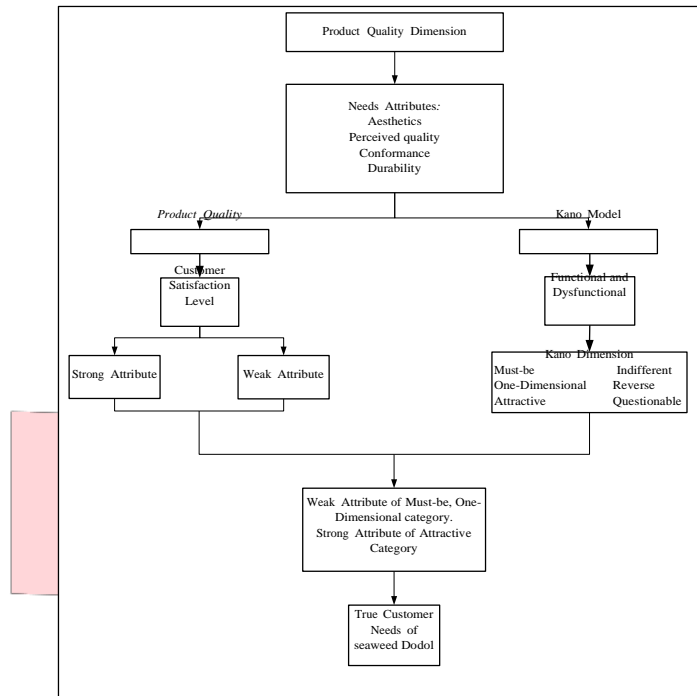 Product Quality Dimension
Needs Attributes:
Aesthetics
Perceived quality
Conformance
Durability
Product Quality
Kano Model
Customer
Satisfaction
Level
Functional and
Dysfunctional
Strong Attribute
Weak Attribute
Kano Dimension
Must-be Indifferent
One-Dimensional Reverse
Attractive Questionable
Weak Attribute of Must-be, One-
Dimensional category.
Strong Attribute of Attractive
Category
True Customer
Needs of
seaweed Dodol